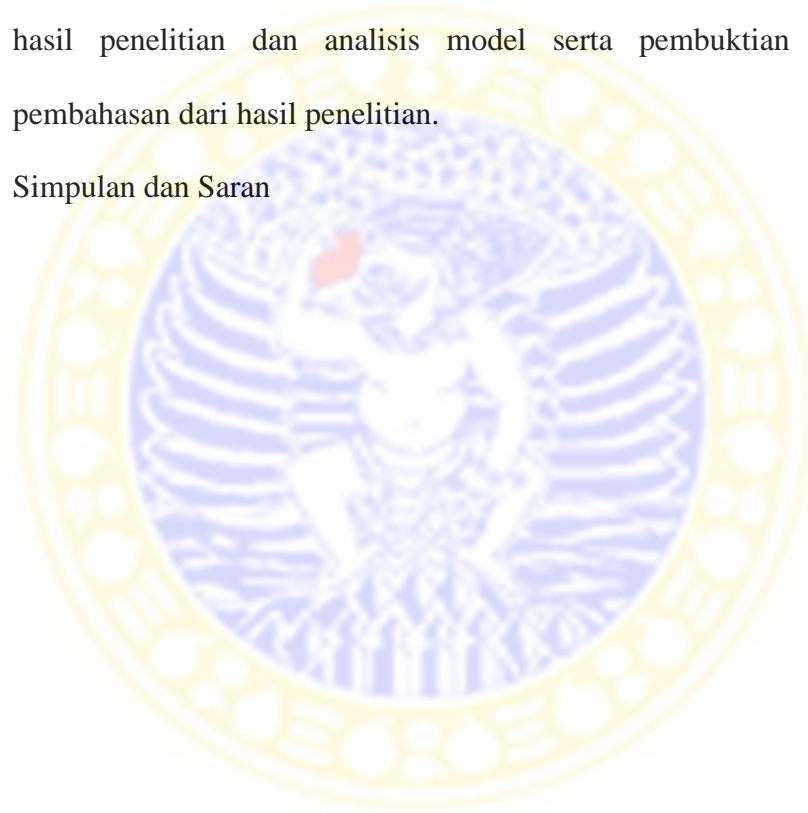 hasil penelitian dan analisis model serta pembuktian
pembahasan dari hasil penelitian.
Simpulan dan Saran